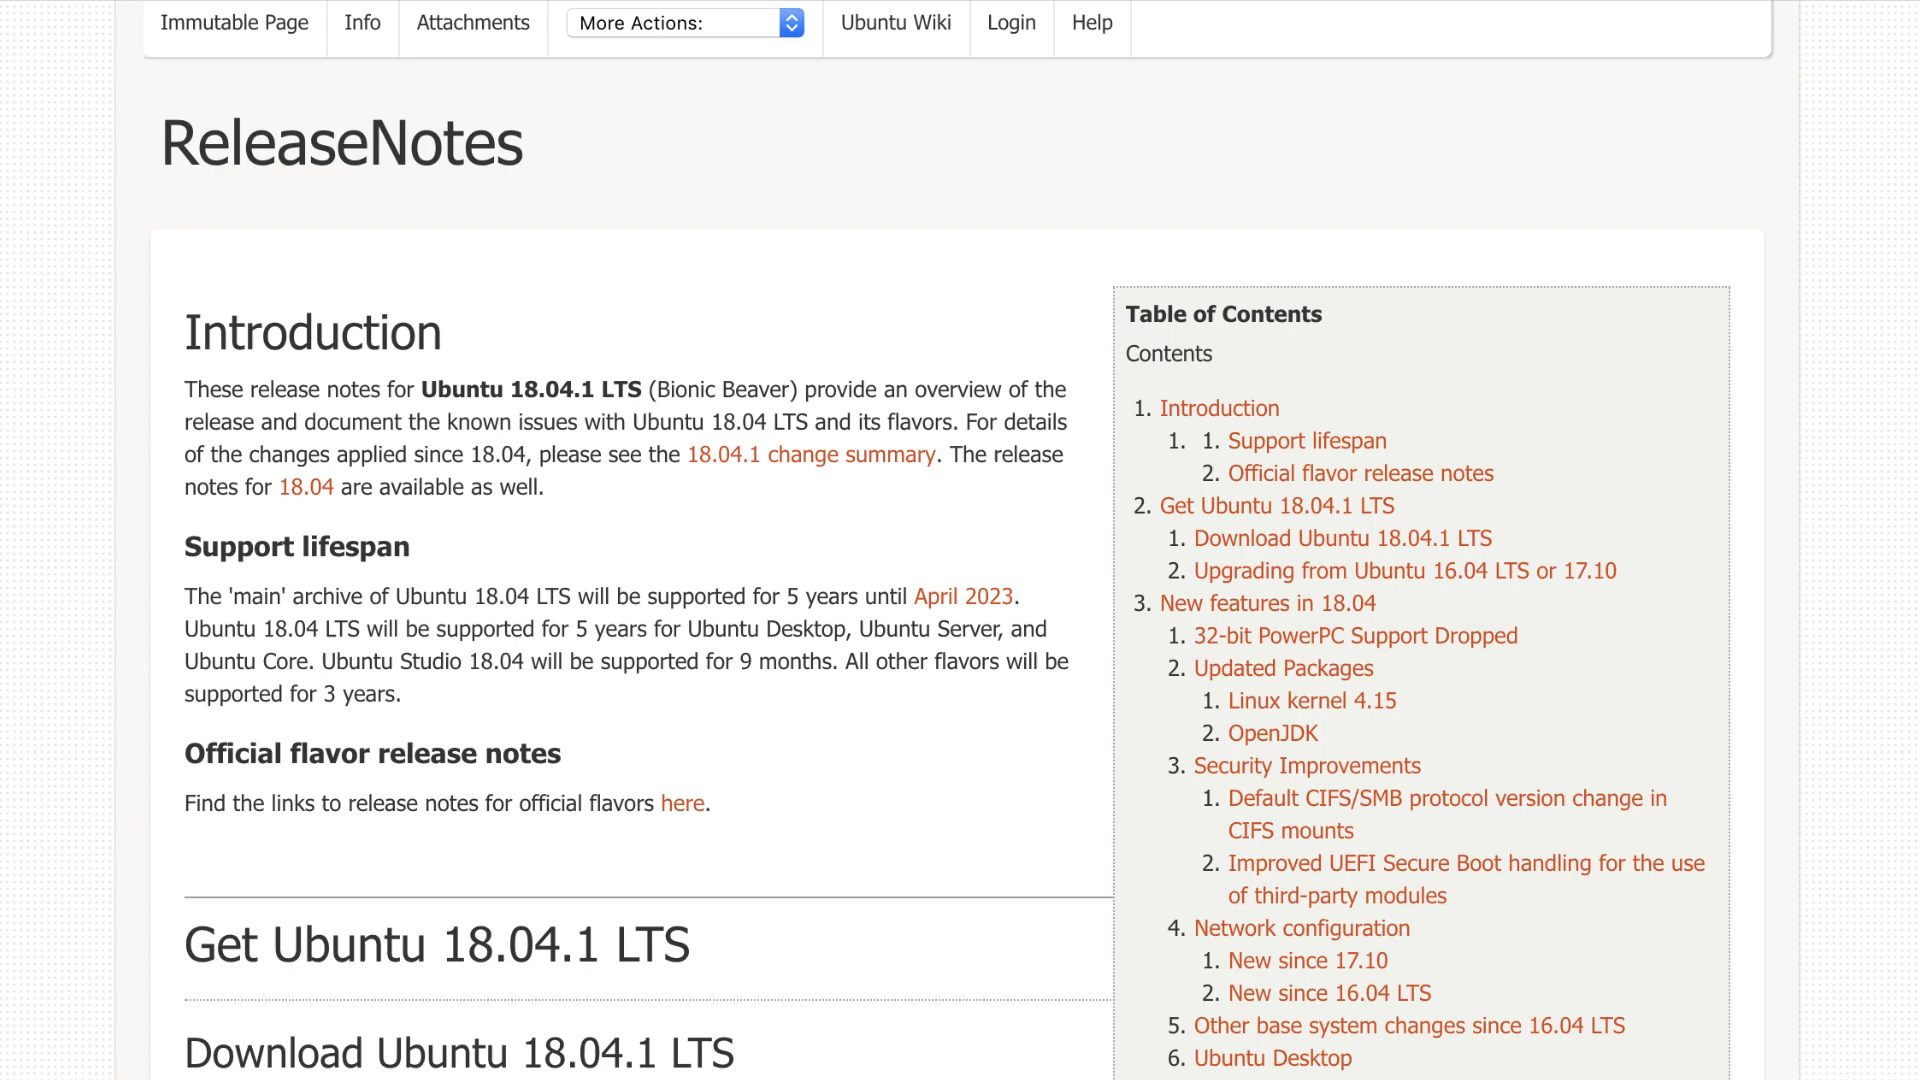 Immutable Page Info Attachments More Actions: Ubuntu Wiki Login Help
ReleaseNotes
Introduction
These release notes for Ubuntu 18.04.1 LTS (Bionic Beaver) provide an overview of the
release and document the known issues with Ubuntu 18.04 LTS and its flavors. For details
of the changes applied since 18.04, please see the 18.04.1 change summary. The release
notes for 18.04 are available as well.
Support lifespan
The 'main' archive of Ubuntu 18.04 LTS will be supported for 5 years until April 2023.
Ubuntu 18.04 LTS will be supported for 5 years for Ubuntu Desktop, Ubuntu Server, and
Ubuntu Core. Ubuntu Studio 18.04 will be supported for 9 months. All other flavors will be
supported for 3 years.
Official flavor release notes
Find the links to release notes for official flavors here.
Get Ubuntu 18.04.1 LTS
Download Ubuntu 18.04.1 LTS
Table of Contents
Contents
1. Introduction
1. 1. Support lifespan
2. Official flavor release notes
2. Get Ubuntu 18.04.1 LTS
1. Download Ubuntu 18.04.1 LTS
2. Upgrading from Ubuntu 16.04 LTS or 17.10
3. New features in 18.04
1. 32-bit PowerPC Support Dropped
2. Updated Packages
1. Linux kernel 4.15
2. OpenJDK
3. Security Improvements
1. Default CIFS/SMB protocol version change in
CIFS mounts
2. Improved UEFI Secure Boot handling for the use
of third-party modules
4. Network configuration
1. New since 17.10
2. New since 16.04 LTS
5. Other base system changes since 16.04 LTS
6. Ubuntu Desktop